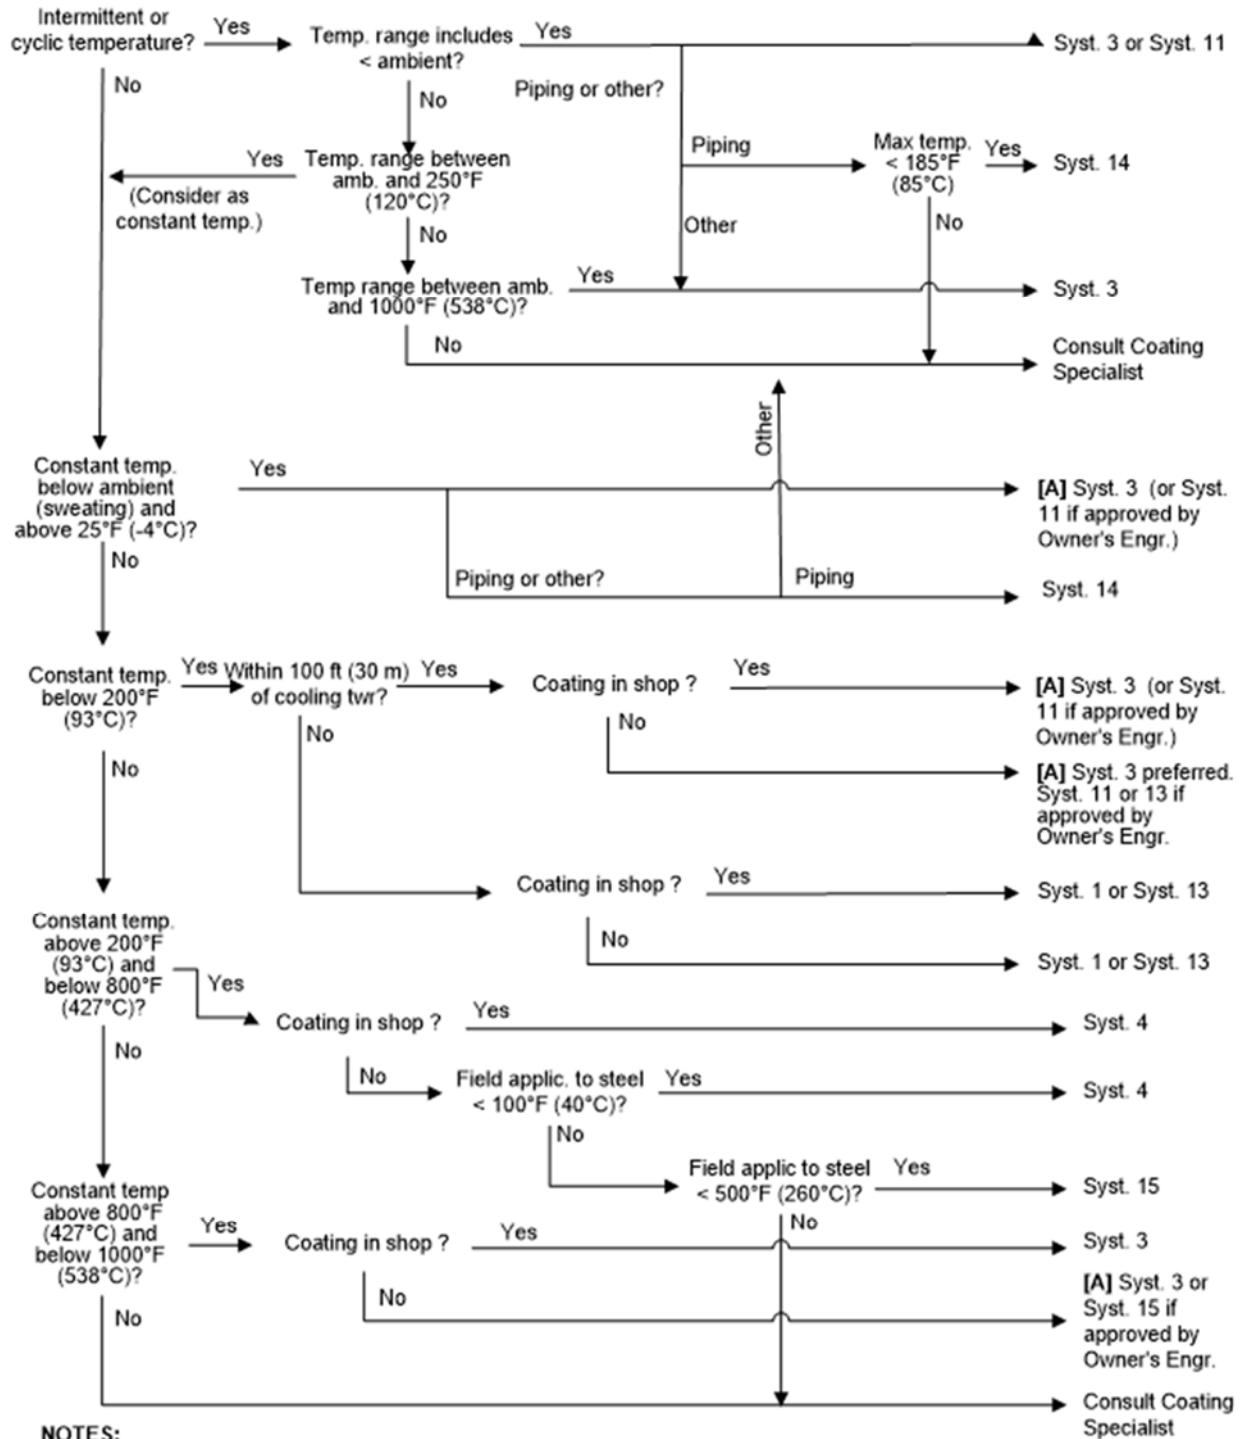 Intermittent or
cyclic temperature?
Yes
Temp. range includes
< ambient?
Yes
Syst. 3 or Syst. 11
No
No
Piping or other?
Piping
Max temp.
< 185°F
(85°C)
Yes
Syst. 14
Yes
Temp. range between
amb. and 250°F
(120°C)?
(Consider as
constant temp.)
No
Other
No
Temp range between amb.
and 1000°F (538°C)?
Yes
Syst. 3
No
Consult Coating
Specialist
Other
Constant temp.
below ambient
(sweating) and
above 25°F (-4°C)?
Yes
[A] Syst. 3 (or Syst.
11 if approved by
Owner's Engr.)
No
Piping or other?
Piping
Syst. 14
Constant temp.
below 200°F
(93°C)?
Yes
Within 100 ft (30 m)
of cooling twr?
Yes
Coating in shop ?
Yes
[A] Syst. 3 (or Syst.
11 if approved by
Owner's Engr.)
No
No
No
[A] Syst. 3 preferred.
Syst. 11 or 13 if
approved by
Owner's Engr.
Coating in shop ?
Yes
Syst. 1 or Syst. 13
No
Syst. 1 or Syst. 13
Constant temp.
above 200°F
(93°C) and
below 800°F
(427°C)?
Yes
Coating in shop ?
Yes
Syst. 4
No
No
Field applic. to steel
< 100°F (40°C)?
Yes
Syst. 4
No
Field applic to steel
< 500°F (260°C)?
Yes
Syst. 15
No
Constant temp
above 800°F
(427°C) and
below 1000°F
(538°C)?
Yes
Coating in shop ?
Yes
Syst. 3
No
No
[A] Syst. 3 or
Syst. 15 if
approved by
Owner's Engr.
Consult Coating
Specialist
NOTES: